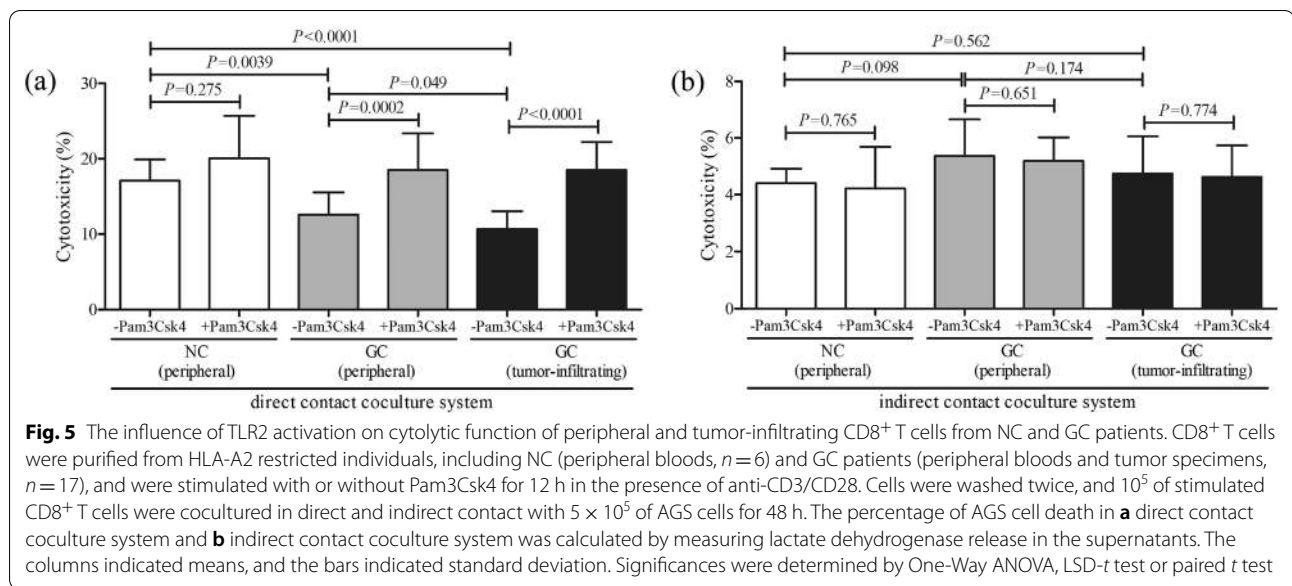 (a)
P<0.0001
P=0.0039
P=0.049
P=0.275
P=0.0002
P<0.0001
Cytotoxicity (%)
30
20
10
0
-Pam3Csk4 +Pam3Csk4 -Pam3Csk4 +Pam3Csk4 -Pam3Csk4 +Pam3Csk4
NC GC GC
(peripheral) (peripheral) (tumor-infiltrating)
direct contact coculture system
(b)
P=0.562
P=0.098
P=0.174
P=0.651
P=0.765
P=0.774
Cytotoxicity (%)
8
6
4
2
0
-Pam3Csk4 +Pam3Csk4 -Pam3Csk4 +Pam3Csk4 -Pam3Csk4 +Pam3Csk4
NC GC GC
(peripheral) (peripheral) (tumor-infiltrating)
indirect contact coculture system
Fig. 5 The influence of TLR2 activation on cytolytic function of peripheral and tumor-infiltrating CD8⁺ T cells from NC and GC patients. CD8⁺ T cells
were purified from HLA-A2 restricted individuals, including NC (peripheral bloods, n = 6) and GC patients (peripheral bloods and tumor specimens,
n = 17), and were stimulated with or without Pam3Csk4 for 12 h in the presence of anti-CD3/CD28. Cells were washed twice, and 10⁵ of stimulated
CD8⁺ T cells were cocultured in direct and indirect contact with 5 × 10⁵ of AGS cells for 48 h. The percentage of AGS cell death in a direct contact
coculture system and b indirect contact coculture system was calculated by measuring lactate dehydrogenase release in the supernatants. The
columns indicated means, and the bars indicated standard deviation. Significances were determined by One-Way ANOVA, LSD-t test or paired t test